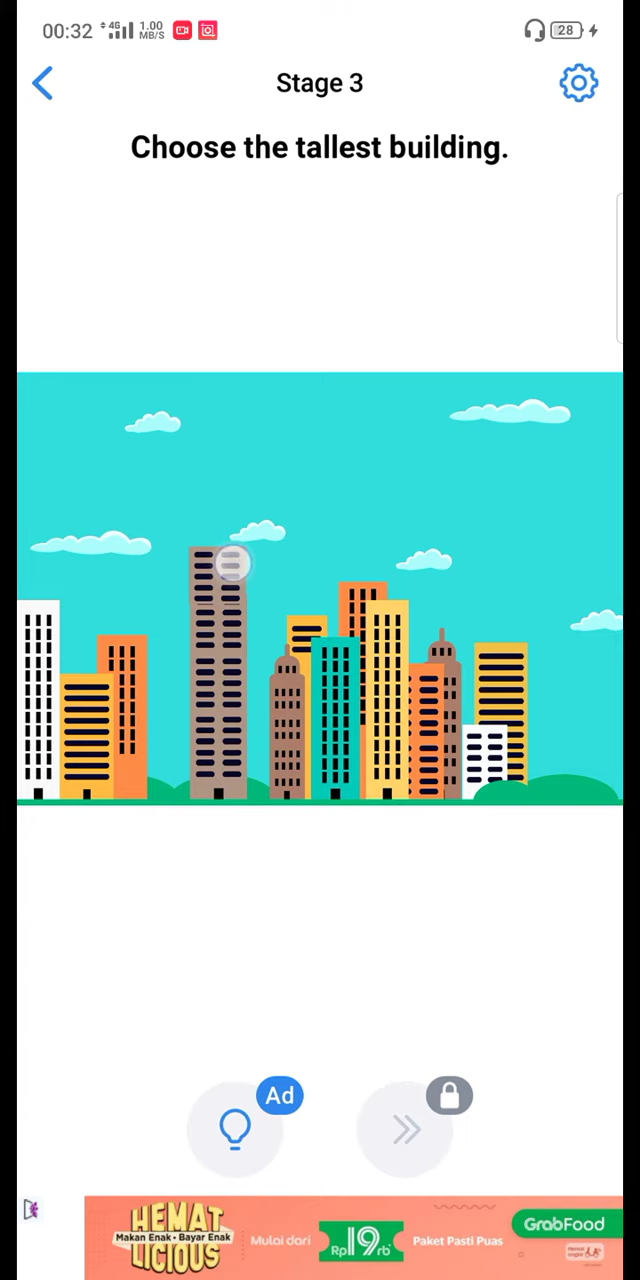 00:32 4G 1.00 MB/S 28
Stage 3
Choose the tallest building.
Ad
HEMAT
Makan Enak • Bayar Enak
LICIOUS
Mulai dari
Rp19rb
Paket Pasti Puas
GrabFood